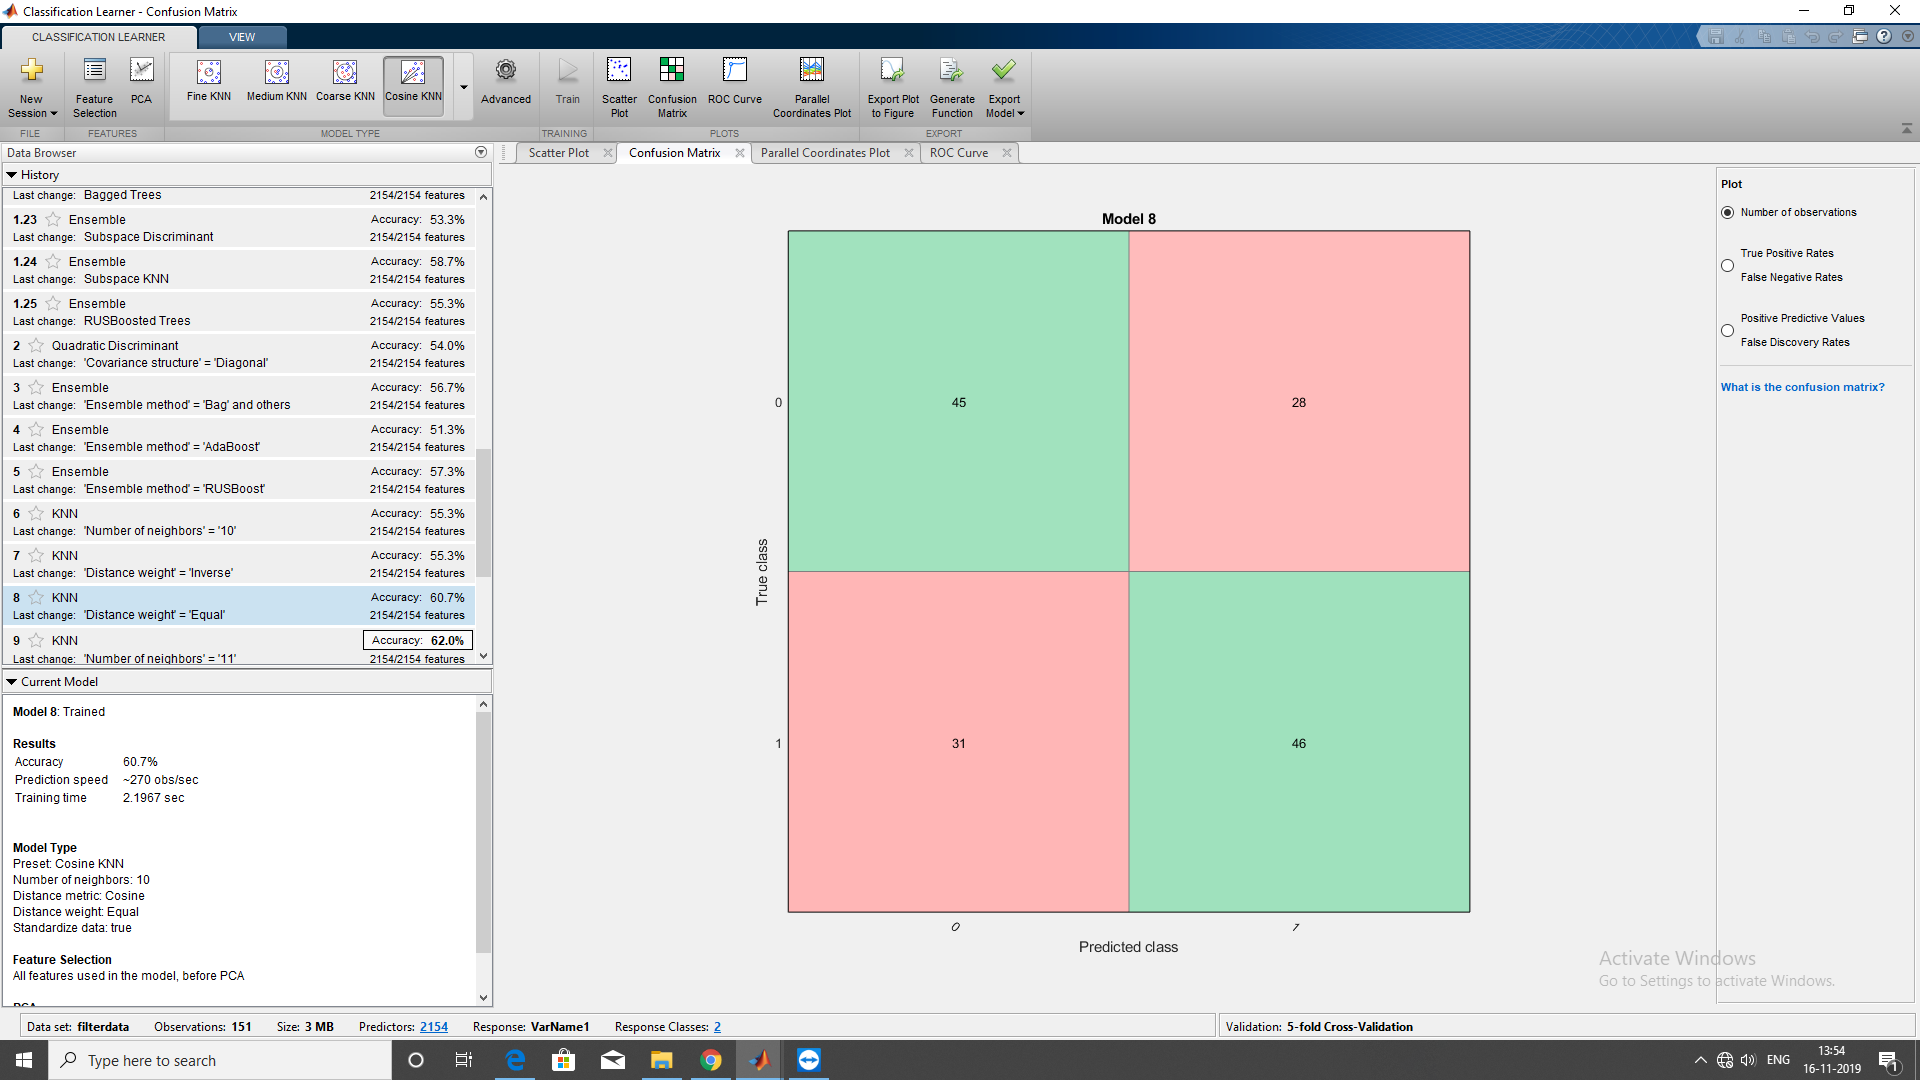 Classification Learner - Confusion Matrix
CLASSIFICATION LEARNER VIEW
New Session
Feature Selection
PCA
Fine KNN
Medium KNN
Coarse KNN
Cosine KNN
Advanced
Train
Scatter Plot
Confusion Matrix
ROC Curve
Parallel Coordinates Plot
Export Plot to Figure
Generate Function
Export Model
FILE FEATURES MODEL TYPE TRAINING PLOTS EXPORT
Data Browser
Scatter Plot Confusion Matrix Parallel Coordinates Plot ROC Curve
History
Last change: Bagged Trees 2154/2154 features
1.23 Ensemble Accuracy: 53.3%
Last change: Subspace Discriminant 2154/2154 features
1.24 Ensemble Accuracy: 58.7%
Last change: Subspace KNN 2154/2154 features
1.25 Ensemble Accuracy: 55.3%
Last change: RUSBoosted Trees 2154/2154 features
2 Quadratic Discriminant Accuracy: 54.0%
Last change: 'Covariance structure' = 'Diagonal' 2154/2154 features
3 Ensemble Accuracy: 56.7%
Last change: 'Ensemble method' = 'Bag' and others 2154/2154 features
4 Ensemble Accuracy: 51.3%
Last change: 'Ensemble method' = 'AdaBoost' 2154/2154 features
5 Ensemble Accuracy: 57.3%
Last change: 'Ensemble method' = 'RUSBoost' 2154/2154 features
6 KNN Accuracy: 55.3%
Last change: 'Number of neighbors' = '10' 2154/2154 features
7 KNN Accuracy: 55.3%
Last change: 'Distance weight' = 'Inverse' 2154/2154 features
8 KNN Accuracy: 60.7%
Last change: 'Distance weight' = 'Equal' 2154/2154 features
9 KNN Accuracy: 62.0%
Last change: 'Number of neighbors' = '11' 2154/2154 features
Current Model
Model 8: Trained
Results
Accuracy 60.7%
Prediction speed ~270 obs/sec
Training time 2.1967 sec
Model Type
Preset: Cosine KNN
Number of neighbors: 10
Distance metric: Cosine
Distance weight: Equal
Standardize data: true
Feature Selection
All features used in the model, before PCA
PCA
Model 8
0 45 28
True class
1 31 46
0 1
Predicted class
Plot
Number of observations
True Positive Rates
False Negative Rates
Positive Predictive Values
False Discovery Rates
What is the confusion matrix?
Activate Windows
Go to Settings to activate Windows.
Data set: filterdata Observations: 151 Size: 3 MB Predictors: 2154 Response: VarName1 Response Classes: 2 Validation: 5-fold Cross-Validation
Type here to search
ENG
13:54
16-11-2019
1